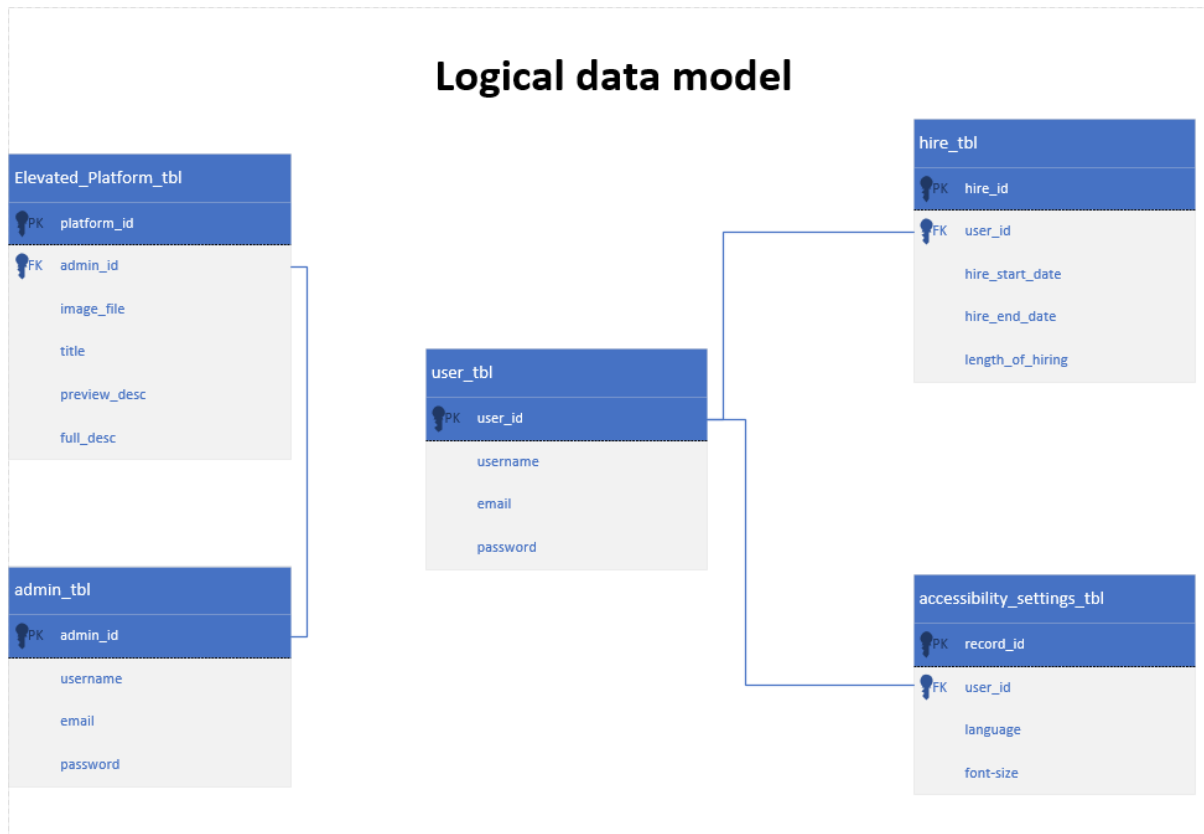 Logical data model
Elevated_Platform_tbl
PK platform_id
FK admin_id
image_file
title
preview_desc
full_desc
admin_tbl
PK admin_id
username
email
password
user_tbl
PK user_id
username
email
password
hire_tbl
PK hire_id
FK user_id
hire_start_date
hire_end_date
length_of_hiring
accessibility_settings_tbl
PK record_id
FK user_id
language
font-size